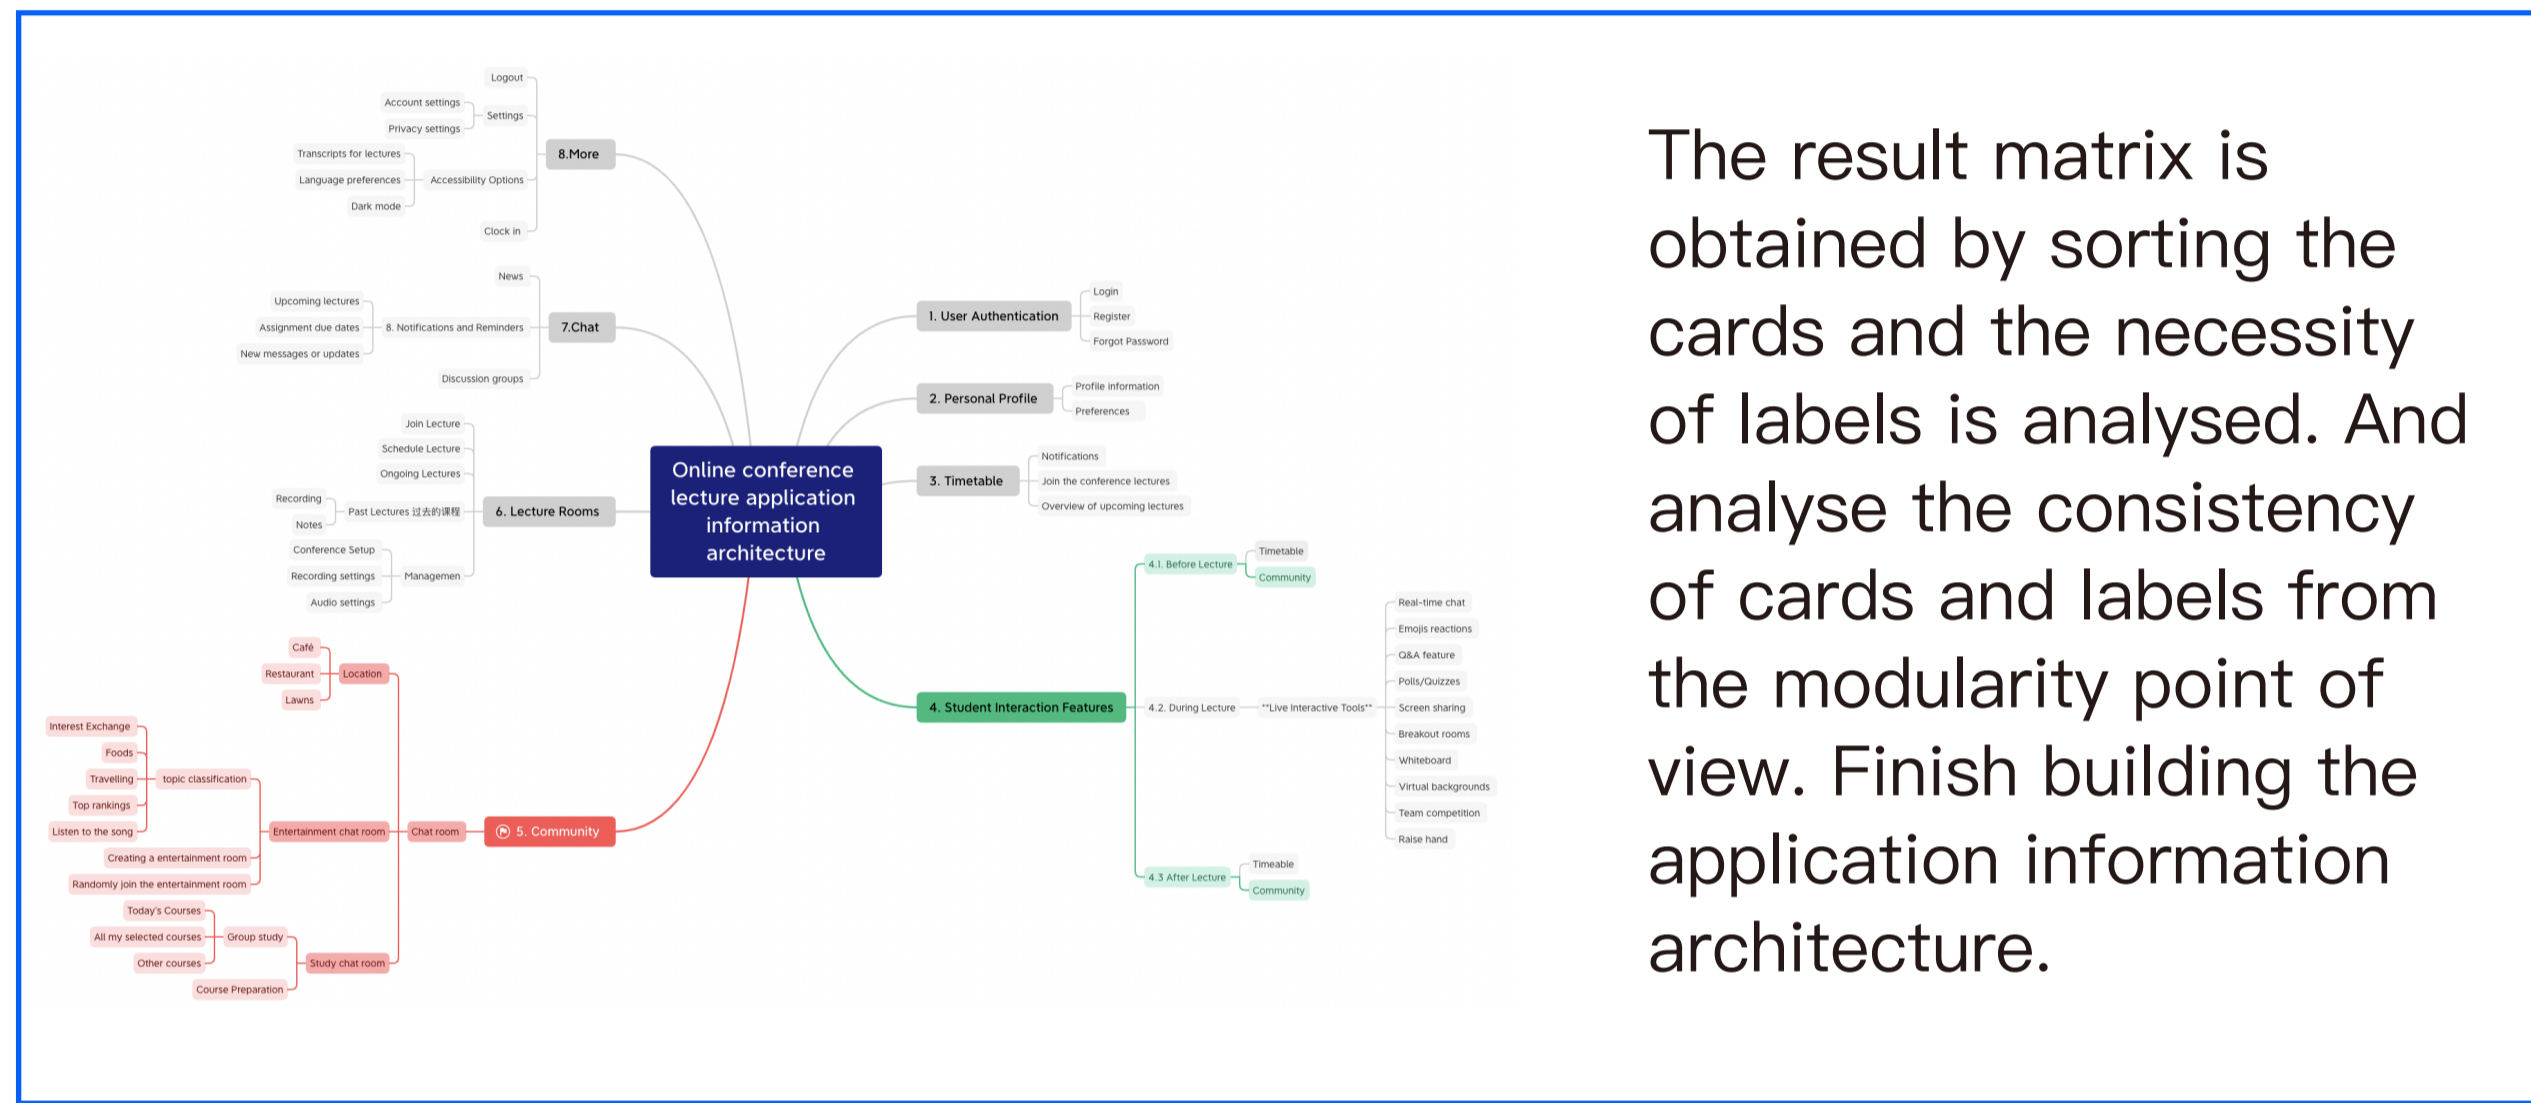 Logout
Account settings
Settings
Privacy settings
8.More
Transcripts for lectures
Language preferences
Accessibility Options
Dark mode
Clock in
News
Upcoming lectures
Assignment due dates
8. Notifications and Reminders
7.Chat
New messages or updates
Discussion groups
Join Lecture
Schedule Lecture
Ongoing Lectures
Recording
Past Lectures 过去的课程
6. Lecture Rooms
Notes
Conference Setup
Recording settings
Managemen
Audio settings
Café
Restaurant
Location
Lawns
Interest Exchange
Foods
Travelling
topic classification
Top rankings
Listen to the song
Entertainment chat room
Chat room
5. Community
Creating a entertainment room
Randomly join the entertainment room
Today's Courses
All my selected courses
Group study
Other courses
Study chat room
Course Preparation
Online conference
lecture application
information
architecture
1. User Authentication
Login
Register
Forgot Password
2. Personal Profile
Profile information
Preferences
3. Timetable
Notifications
Join the conference lectures
Overview of upcoming lectures
4. Student Interaction Features
4.1. Before Lecture
Timetable
Community
4.2. During Lecture
**Live Interactive Tools**
Real-time chat
Emojis reactions
Q&A feature
Polls/Quizzes
Screen sharing
Breakout rooms
Whiteboard
Virtual backgrounds
Team competition
Raise hand
4.3 After Lecture
Timeable
Community
The result matrix is
obtained by sorting the
cards and the necessity
of labels is analysed. And
analyse the consistency
of cards and labels from
the modularity point of
view. Finish building the
application information
architecture.